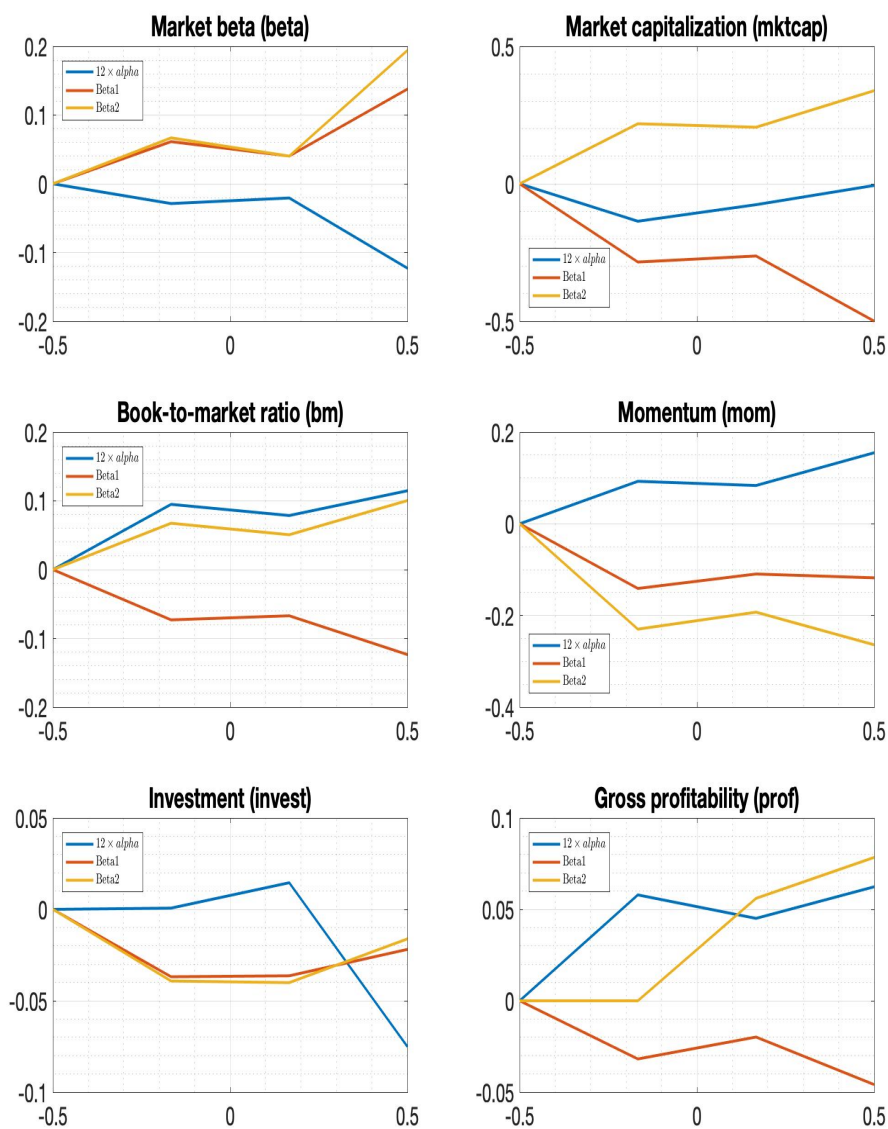 Market beta (beta)
0.2
0.1
0
-0.1
-0.2
-0.5
0
0.5
12 × alpha
Beta1
Beta2
Market capitalization (mktcap)
0.5
0
-0.5
-0.5
0
0.5
12 × alpha
Beta1
Beta2
Book-to-market ratio (bm)
0.2
0.1
0
-0.1
-0.2
-0.5
0
0.5
12 × alpha
Beta1
Beta2
Momentum (mom)
0.2
0
-0.2
-0.4
-0.5
0
0.5
12 × alpha
Beta1
Beta2
Investment (invest)
0.05
0
-0.05
-0.1
-0.5
0
0.5
12 × alpha
Beta1
Beta2
Gross profitability (prof)
0.1
0.05
0
-0.05
-0.5
0
0.5
12 × alpha
Beta1
Beta2